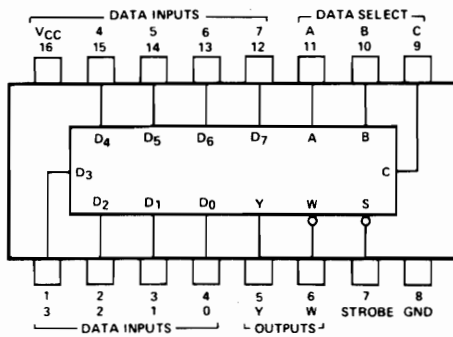 DATA INPUTS DATA SELECT
VCC 4 5 6 7 A B C
16 15 14 13 12 11 10 9
D4 D5 D6 D7 A B
D3 C
D2 D1 D0 Y W S
1 2 3 4 5 6 7 8
3 2 1 0 Y W STROBE GND
DATA INPUTS OUTPUTS